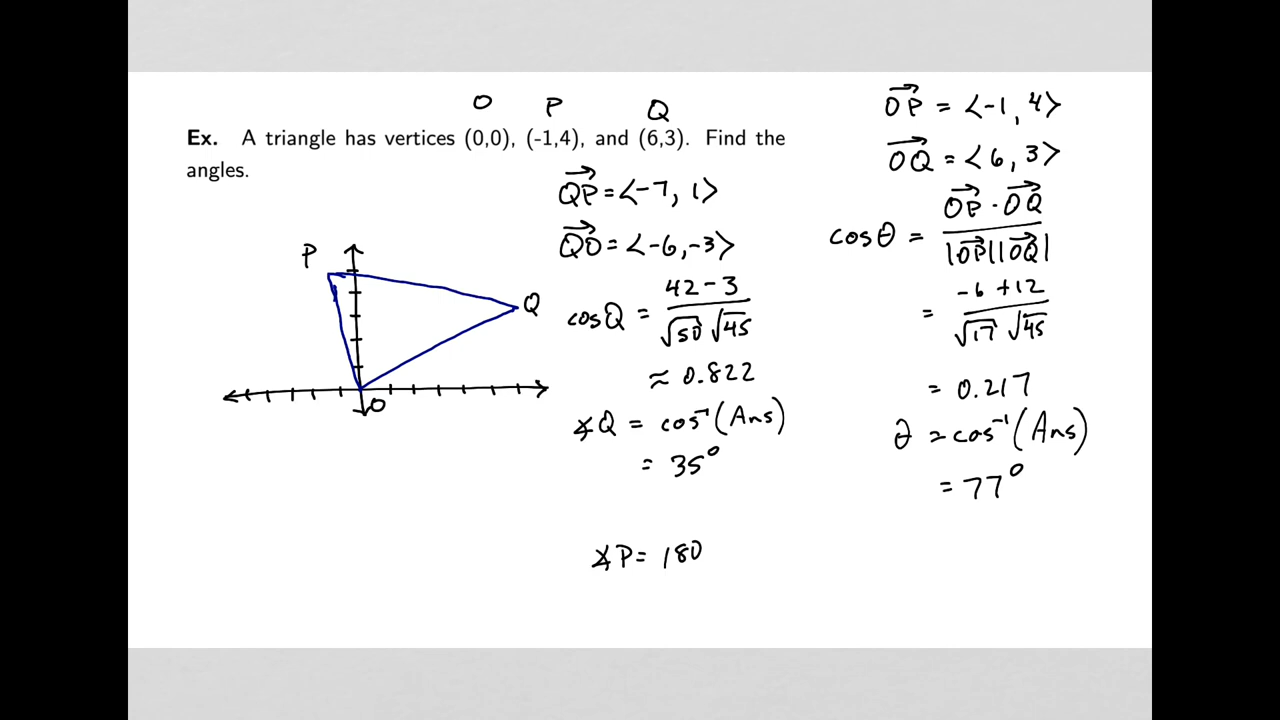 O P Q
Ex. A triangle has vertices (0,0), (-1,4), and (6,3). Find the
angles.
P
Q
O
QP⃗ = ⟨-7, 1⟩
QO⃗ = ⟨-6, -3⟩
cosQ = (42 - 3)/(√50 √45)
≈ 0.822
∡Q = cos⁻¹(Ans)
= 35°
∡P = 180
OP⃗ = ⟨-1, 4⟩
OQ⃗ = ⟨6, 3⟩
cosθ = (OP⃗ · OQ⃗)/(|OP⃗||OQ⃗|)
= (-6 + 12)/(√17 √45)
= 0.217
θ = cos⁻¹(Ans)
= 77°